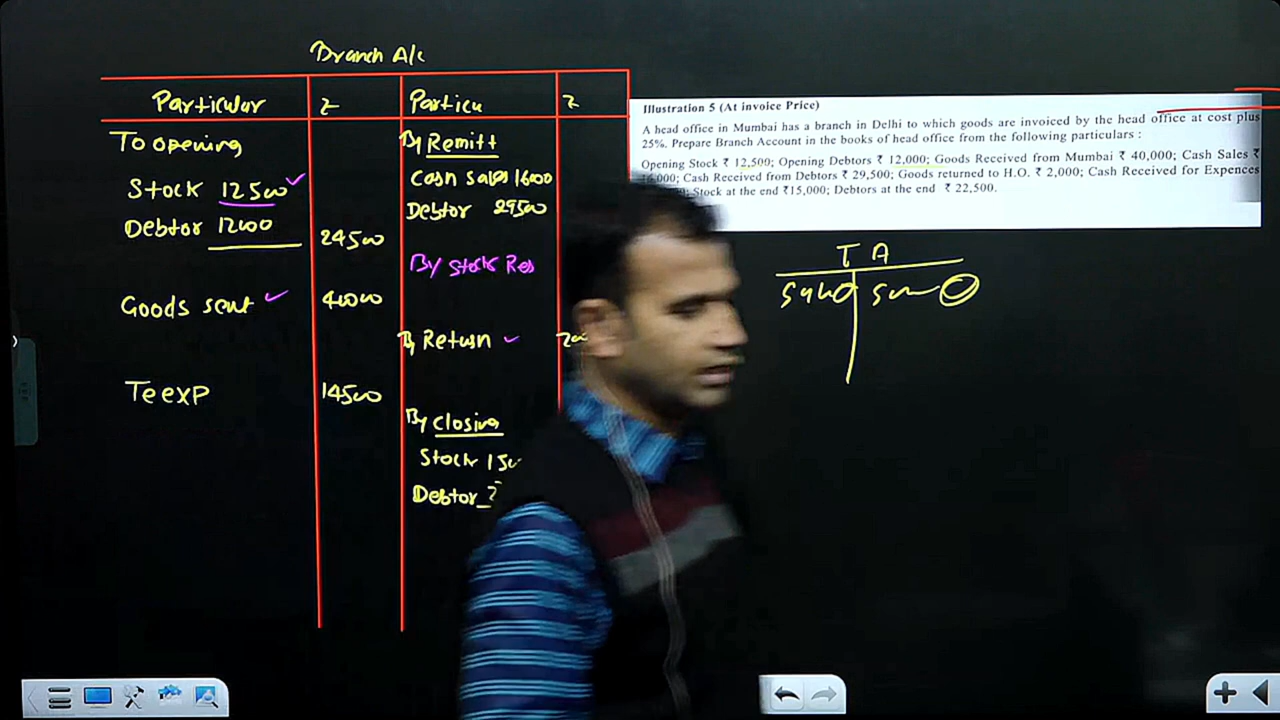 Branch A/c
Particular ₹ Particu ₹
To opening
Stock 12500
Debtor 12000
24500
Goods sent 40000
To exp 14500
By Remitt
Cash sales 16000
Debtor 29500
By Stock Res
By Return
By closing
Stock
Debtor
Illustration 5 (At invoice Price)
A head office in Mumbai has a branch in Delhi to which goods are invoiced by the head office at cost plus
25%. Prepare Branch Account in the books of head office from the following particulars :
Opening Stock ₹ 12,500; Opening Debtors ₹ 12,000; Goods Received from Mumbai ₹ 40,000; Cash Sales ₹
Cash Received from Debtors ₹ 29,500; Goods returned to H.O. ₹ 2,000; Cash Received for Expences
Stock at the end ₹15,000; Debtors at the end ₹ 22,500.
T A